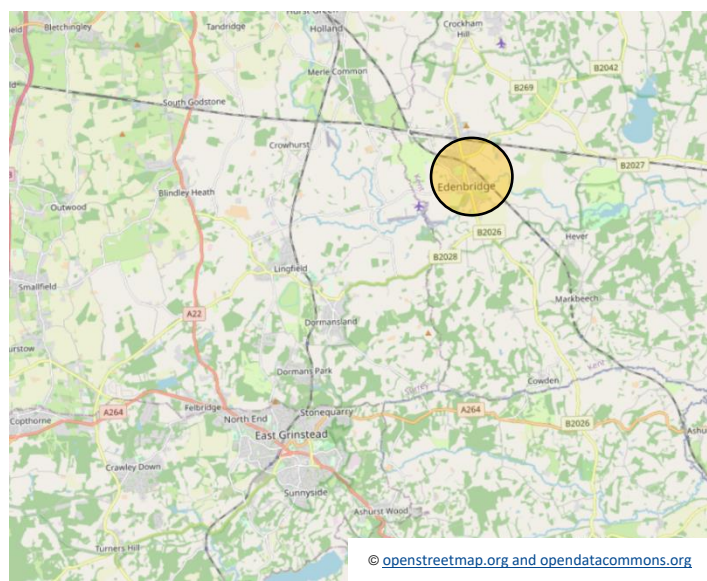 Bletchingley
Tandridge
Holland
Crockham
Hill
Merle Common
B2042
B269
South Godstone
Crowhurst
B2027
Edenbridge
Blindley Heath
Outwood
B2026
Hever
B2028
Lingfield
Smallfield
Markbeech
A22
Dormansland
Dormans Park
Surrey
Kent
Cowden
Felbridge
A264
Stonequarry
A264
Copthorne
North End
B2026
East Grinstead
Crawley Down
Sunnyside
Ashurst Wood
Turners Hill
© openstreetmap.org and opendatacommons.org